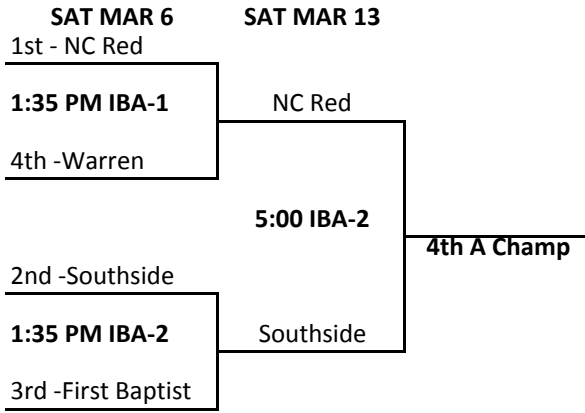 SAT MAR 6 SAT MAR 13
1st - NC Red
1:35 PM IBA-1 NC Red
4th -Warren
5:00 IBA-2
4th A Champ
2nd -Southside
1:35 PM IBA-2 Southside
3rd -First Baptist